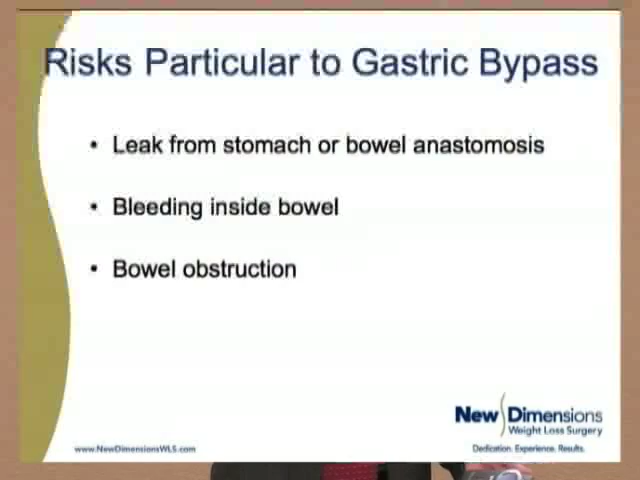 Risks Particular to Gastric Bypass
• Leak from stomach or bowel anastomosis
• Bleeding inside bowel
• Bowel obstruction
New Dimensions
Weight Loss Surgery
www.NewDimensionsWLS.com
Dedication. Experience. Results.